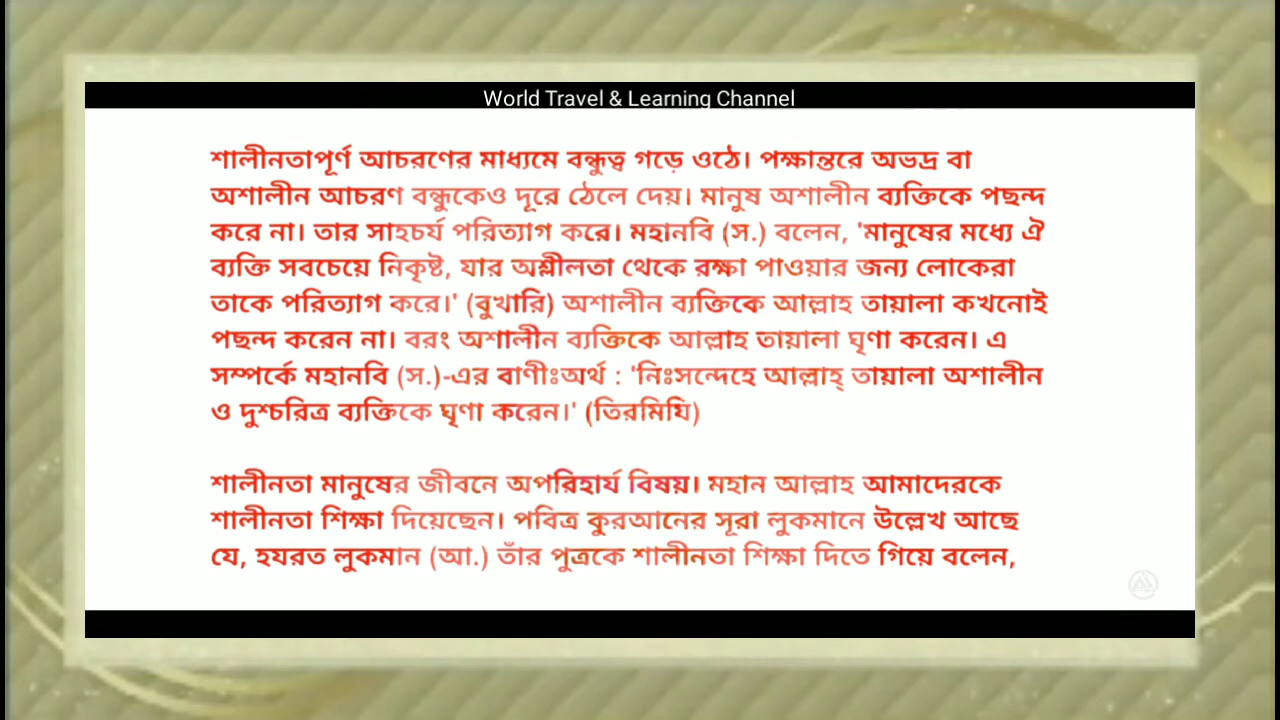 World Travel & Learning Channel
শালীনতাপূর্ণ আচরণের মাধ্যমে বন্ধুত্ব গড়ে ওঠে। পক্ষান্তরে অভদ্র বা
অশালীন আচরণ বন্ধুকেও দূরে ঠেলে দেয়। মানুষ অশালীন ব্যক্তিকে পছন্দ
করে না। তার সাহচর্য পরিত্যাগ করে। মহানবি (স.) বলেন, 'মানুষের মধ্যে ঐ
ব্যক্তি সবচেয়ে নিকৃষ্ট, যার অশ্লীলতা থেকে রক্ষা পাওয়ার জন্য লোকেরা
তাকে পরিত্যাগ করে।' (বুখারি) অশালীন ব্যক্তিকে আল্লাহ তায়ালা কখনোই
পছন্দ করেন না। বরং অশালীন ব্যক্তিকে আল্লাহ তায়ালা ঘৃণা করেন। এ
সম্পর্কে মহানবি (স.)-এর বাণীঃঅর্থ : 'নিঃসন্দেহে আল্লাহ্ তায়ালা অশালীন
ও দুশ্চরিত্র ব্যক্তিকে ঘৃণা করেন।' (তিরমিযি)
শালীনতা মানুষের জীবনে অপরিহার্য বিষয়। মহান আল্লাহ আমাদেরকে
শালীনতা শিক্ষা দিয়েছেন। পবিত্র কুরআনের সূরা লুকমানে উল্লেখ আছে
যে, হযরত লুকমান (আ.) তাঁর পুত্রকে শালীনতা শিক্ষা দিতে গিয়ে বলেন,